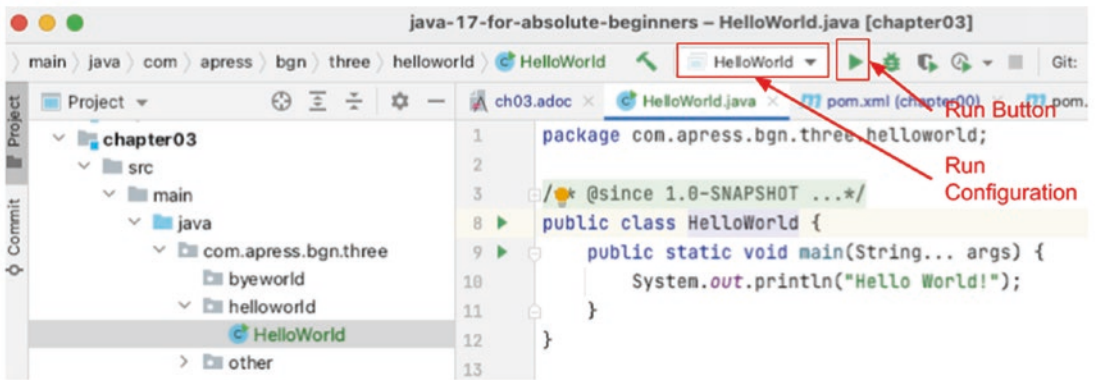 java-17-for-absolute-beginners – HelloWorld.java [chapter03]
main java com apress bgn three helloworld HelloWorld HelloWorld Git:
Project
Project
Commit
chapter03
src
main
java
com.apress.bgn.three
byeworld
helloworld
HelloWorld
other
ch03.adoc HelloWorld.java pom.xml (chapter00) pom.
1 package com.apress.bgn.three.helloworld;
2
3 /** @since 1.0-SNAPSHOT ...*/
8 public class HelloWorld {
9 public static void main(String... args) {
10 System.out.println("Hello World!");
11 }
12 }
13
Run Button
Run
Configuration